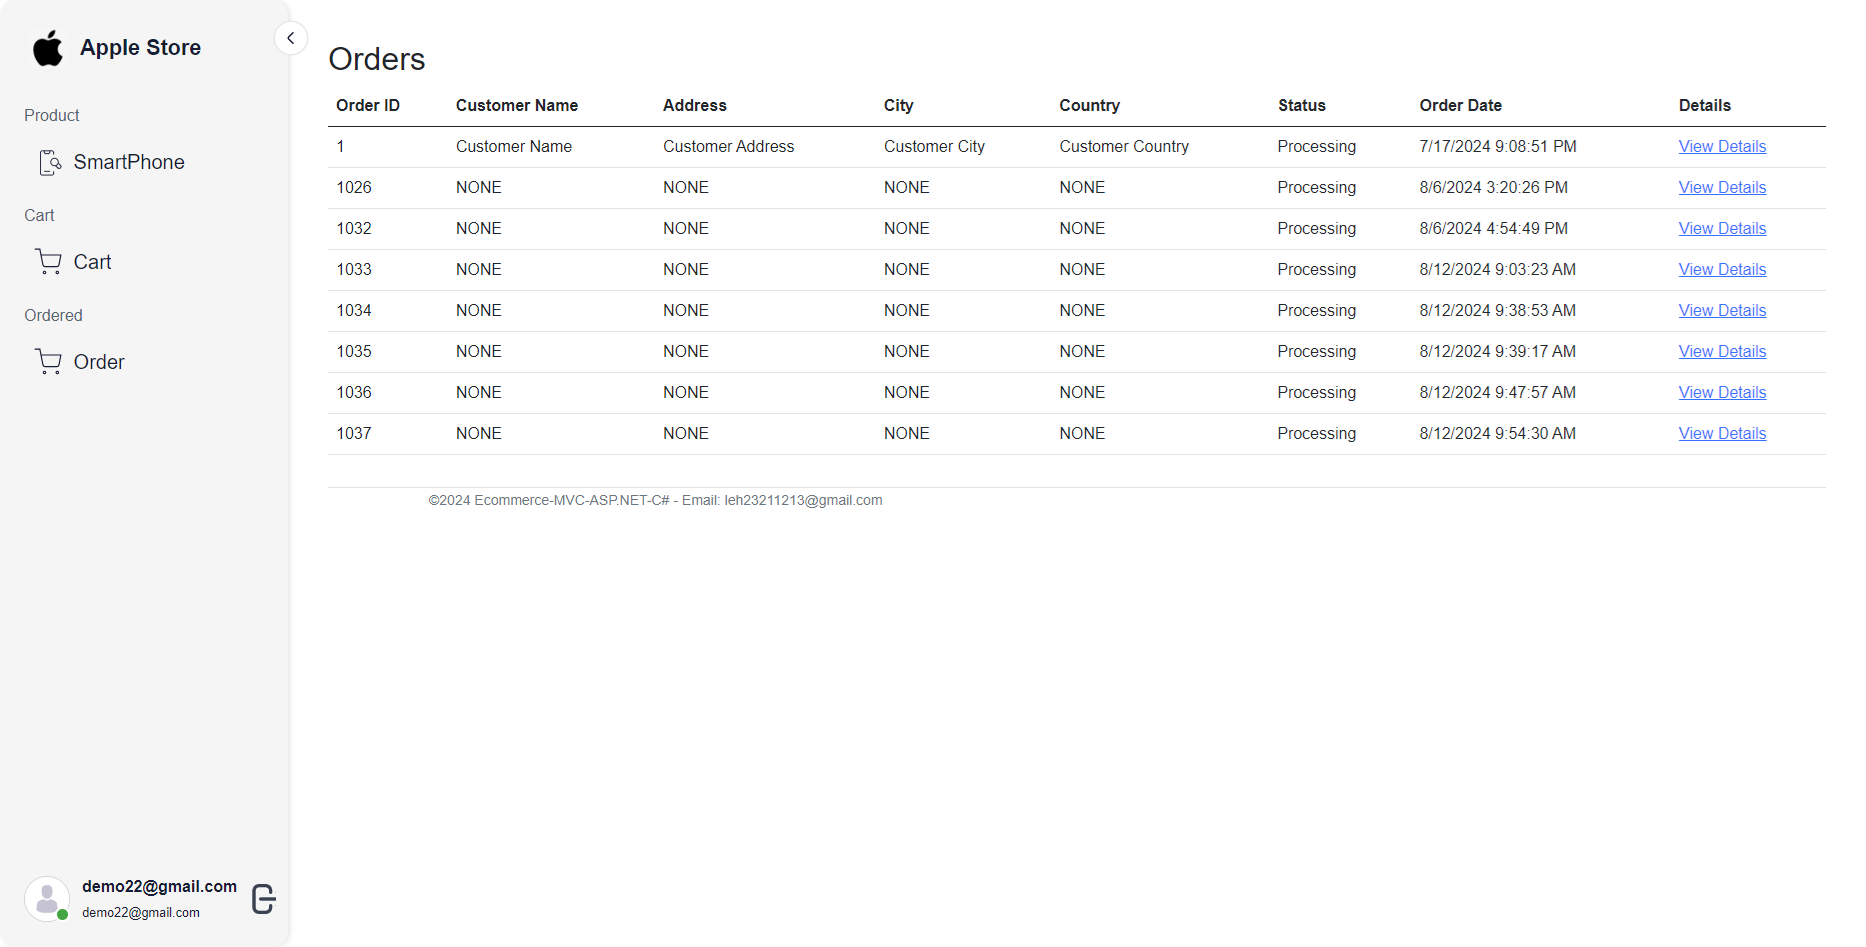 Apple Store
Product
SmartPhone
Cart
Cart
Ordered
Order
demo22@gmail.com
demo22@gmail.com
Orders
Order ID Customer Name Address City Country Status Order Date Details
1 Customer Name Customer Address Customer City Customer Country Processing 7/17/2024 9:08:51 PM View Details
1026 NONE NONE NONE NONE Processing 8/6/2024 3:20:26 PM View Details
1032 NONE NONE NONE NONE Processing 8/6/2024 4:54:49 PM View Details
1033 NONE NONE NONE NONE Processing 8/12/2024 9:03:23 AM View Details
1034 NONE NONE NONE NONE Processing 8/12/2024 9:38:53 AM View Details
1035 NONE NONE NONE NONE Processing 8/12/2024 9:39:17 AM View Details
1036 NONE NONE NONE NONE Processing 8/12/2024 9:47:57 AM View Details
1037 NONE NONE NONE NONE Processing 8/12/2024 9:54:30 AM View Details
©2024 Ecommerce-MVC-ASP.NET-C# - Email: leh23211213@gmail.com